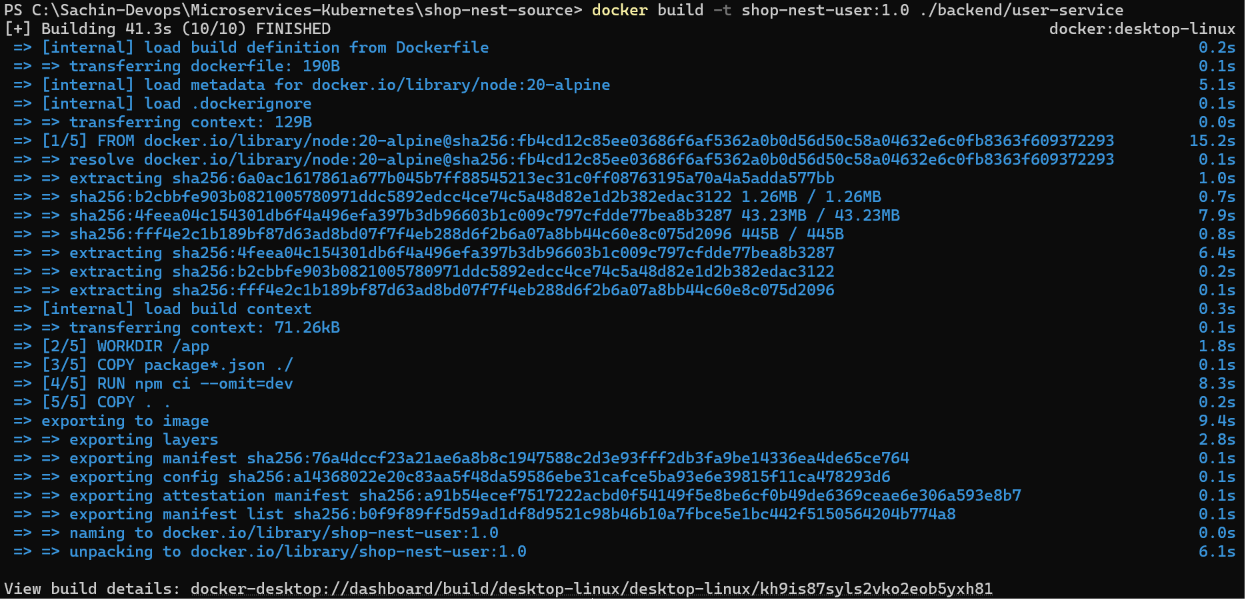 PS C:\Sachin-Devops\Microservices-Kubernetes\shop-nest-source> docker build -t shop-nest-user:1.0 ./backend/user-service
[+] Building 41.3s (10/10) FINISHED docker:desktop-linux
=> [internal] load build definition from Dockerfile 0.2s
=> => transferring dockerfile: 190B 0.1s
=> [internal] load metadata for docker.io/library/node:20-alpine 5.1s
=> [internal] load .dockerignore 0.1s
=> => transferring context: 129B 0.0s
=> [1/5] FROM docker.io/library/node:20-alpine@sha256:fb4cd12c85ee03686f6af5362a0b0d56d50c58a04632e6c0fb8363f609372293 15.2s
=> => resolve docker.io/library/node:20-alpine@sha256:fb4cd12c85ee03686f6af5362a0b0d56d50c58a04632e6c0fb8363f609372293 0.1s
=> => extracting sha256:6a0ac1617861a677b045b7ff88545213ec31c0ff08763195a70a4a5adda577bb 1.0s
=> => sha256:b2cbbfe903b0821005780971ddc5892edcc4ce74c5a48d82e1d2b382edac3122 1.26MB / 1.26MB 0.7s
=> => sha256:4feea04c154301db6f4a496efa397b3db96603b1c009c797cfdde77bea8b3287 43.23MB / 43.23MB 7.9s
=> => sha256:fff4e2c1b189bf87d63ad8bd07f7f4eb288d6f2b6a07a8bb44c60e8c075d2096 445B / 445B 0.8s
=> => extracting sha256:4feea04c154301db6f4a496efa397b3db96603b1c009c797cfdde77bea8b3287 6.4s
=> => extracting sha256:b2cbbfe903b0821005780971ddc5892edcc4ce74c5a48d82e1d2b382edac3122 0.2s
=> => extracting sha256:fff4e2c1b189bf87d63ad8bd07f7f4eb288d6f2b6a07a8bb44c60e8c075d2096 0.1s
=> [internal] load build context 0.3s
=> => transferring context: 71.26kB 0.1s
=> [2/5] WORKDIR /app 1.8s
=> [3/5] COPY package*.json ./ 0.1s
=> [4/5] RUN npm ci --omit=dev 8.3s
=> [5/5] COPY . . 0.2s
=> exporting to image 9.4s
=> => exporting layers 2.8s
=> => exporting manifest sha256:76a4dccf23a21ae6a8b8c1947588c2d3e93fff2db3fa9be14336ea4de65ce764 0.1s
=> => exporting config sha256:a14368022e20c83aa5f48da59586ebe31cafce5ba93e6e39815f11ca478293d6 0.1s
=> => exporting attestation manifest sha256:a91b54ecef7517222acbd0f54149f5e8be6cf0b49de6369ceae6e306a593e8b7 0.1s
=> => exporting manifest list sha256:b0f9f89ff5d59ad1df8d9521c98b46b10a7fbce5e1bc442f5150564204b774a8 0.1s
=> => naming to docker.io/library/shop-nest-user:1.0 0.0s
=> => unpacking to docker.io/library/shop-nest-user:1.0 6.1s
View build details: docker-desktop://dashboard/build/desktop-linux/desktop-linux/kh9is87syls2vko2eob5yxh81